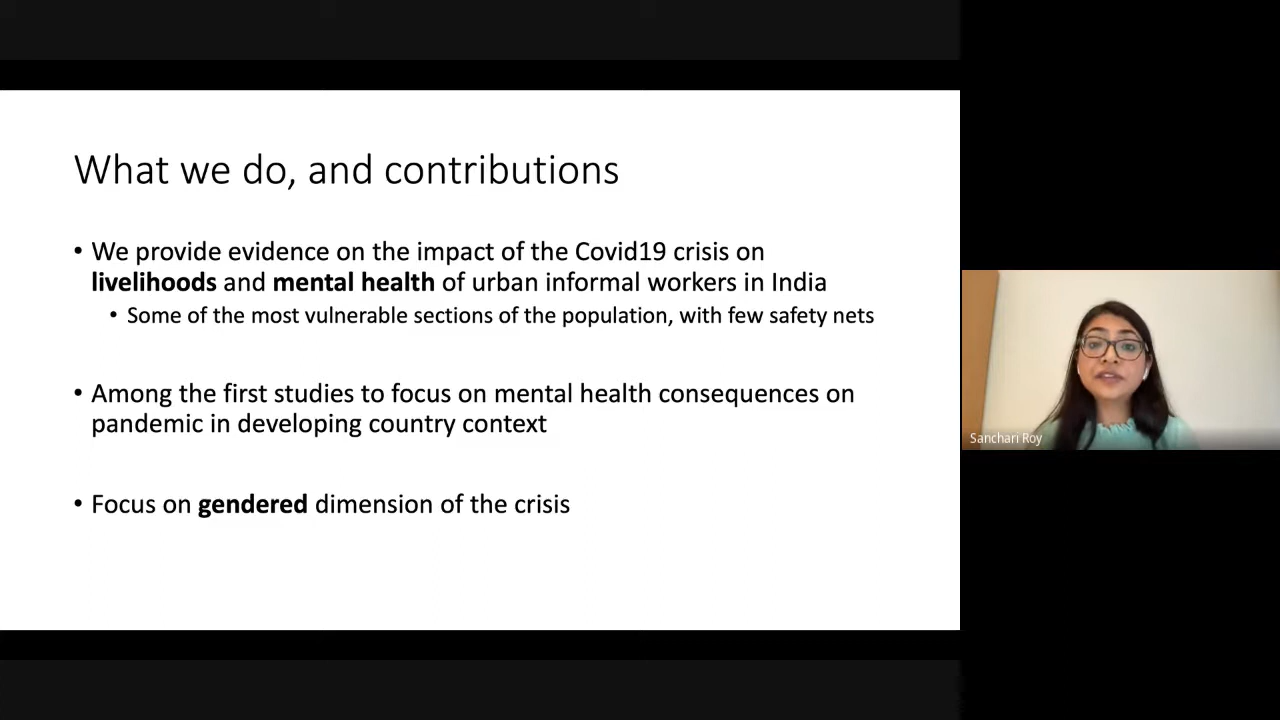 What we do, and contributions
• We provide evidence on the impact of the Covid19 crisis on
livelihoods and mental health of urban informal workers in India
• Some of the most vulnerable sections of the population, with few safety nets
• Among the first studies to focus on mental health consequences on
pandemic in developing country context
• Focus on gendered dimension of the crisis
Sanchari Roy